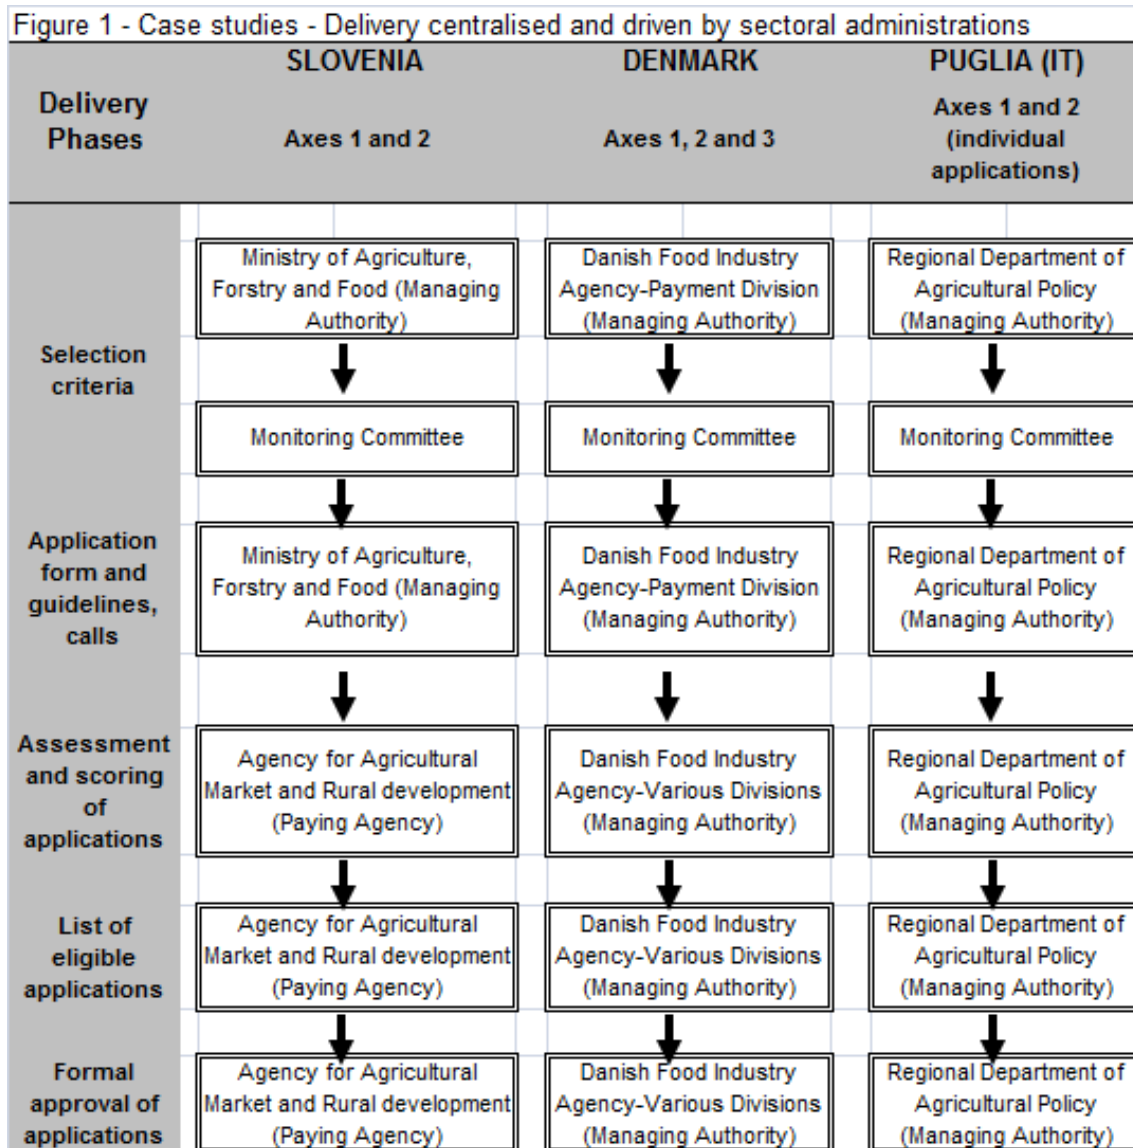 Figure 1 - Case studies - Delivery centralised and driven by sectoral administrations
Delivery
Phases
SLOVENIA
Axes 1 and 2
DENMARK
Axes 1, 2 and 3
PUGLIA (IT)
Axes 1 and 2
(individual
applications)
Selection
criteria
Ministry of Agriculture,
Forstry and Food (Managing
Authority)
Danish Food Industry
Agency-Payment Division
(Managing Authority)
Regional Department of
Agricultural Policy
(Managing Authority)
Monitoring Committee
Monitoring Committee
Monitoring Committee
Application
form and
guidelines,
calls
Ministry of Agriculture,
Forstry and Food (Managing
Authority)
Danish Food Industry
Agency-Payment Division
(Managing Authority)
Regional Department of
Agricultural Policy
(Managing Authority)
Assessment
and scoring
of
applications
Agency for Agricultural
Market and Rural development
(Paying Agency)
Danish Food Industry
Agency-Various Divisions
(Managing Authority)
Regional Department of
Agricultural Policy
(Managing Authority)
List of
eligible
applications
Agency for Agricultural
Market and Rural development
(Paying Agency)
Danish Food Industry
Agency-Various Divisions
(Managing Authority)
Regional Department of
Agricultural Policy
(Managing Authority)
Formal
approval of
applications
Agency for Agricultural
Market and Rural development
(Paying Agency)
Danish Food Industry
Agency-Various Divisions
(Managing Authority)
Regional Department of
Agricultural Policy
(Managing Authority)